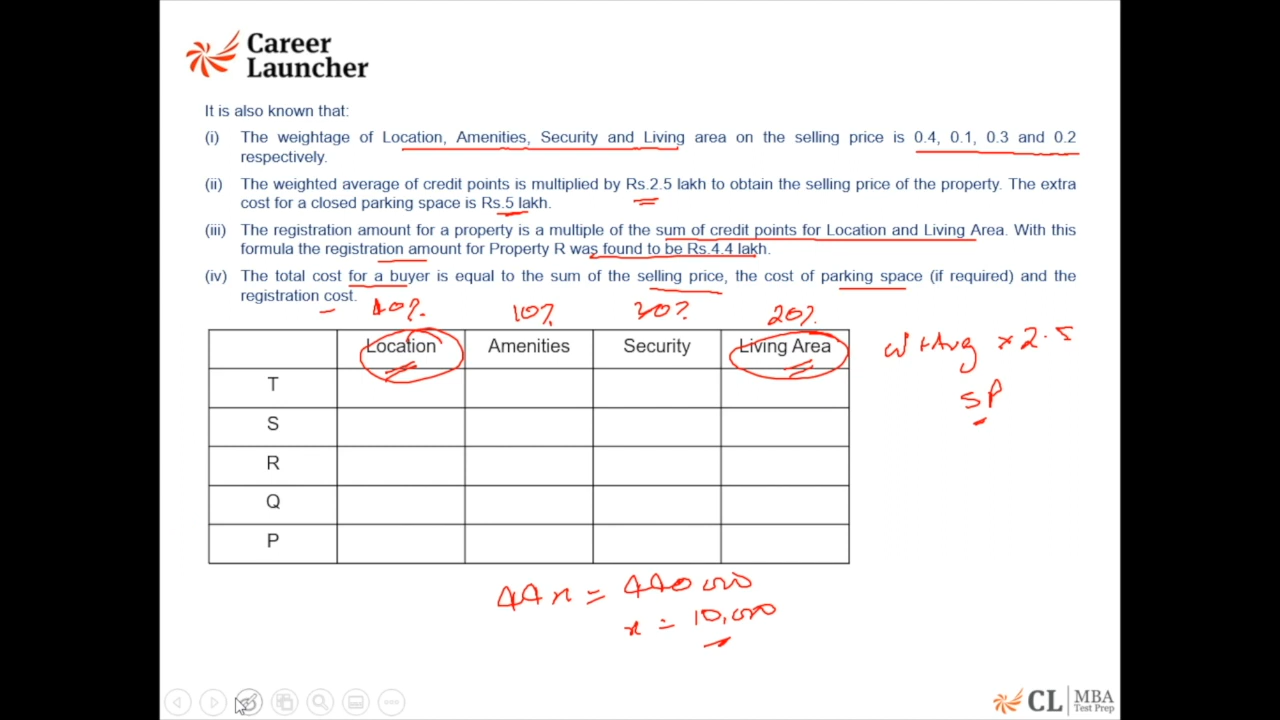 Career
Launcher
It is also known that:
(i) The weightage of Location, Amenities, Security and Living area on the selling price is 0.4, 0.1, 0.3 and 0.2
respectively.
(ii) The weighted average of credit points is multiplied by Rs.2.5 lakh to obtain the selling price of the property. The extra
cost for a closed parking space is Rs.5 lakh.
(iii) The registration amount for a property is a multiple of the sum of credit points for Location and Living Area. With this
formula the registration amount for Property R was found to be Rs.4.4 lakh.
(iv) The total cost for a buyer is equal to the sum of the selling price, the cost of parking space (if required) and the
registration cost.
40% 10% 30% 20%
Location Amenities Security Living Area
wtAvg × 2.5
SP
T
S
R
Q
P
44x = 440000
x = 10,000
CL MBA
Test Prep